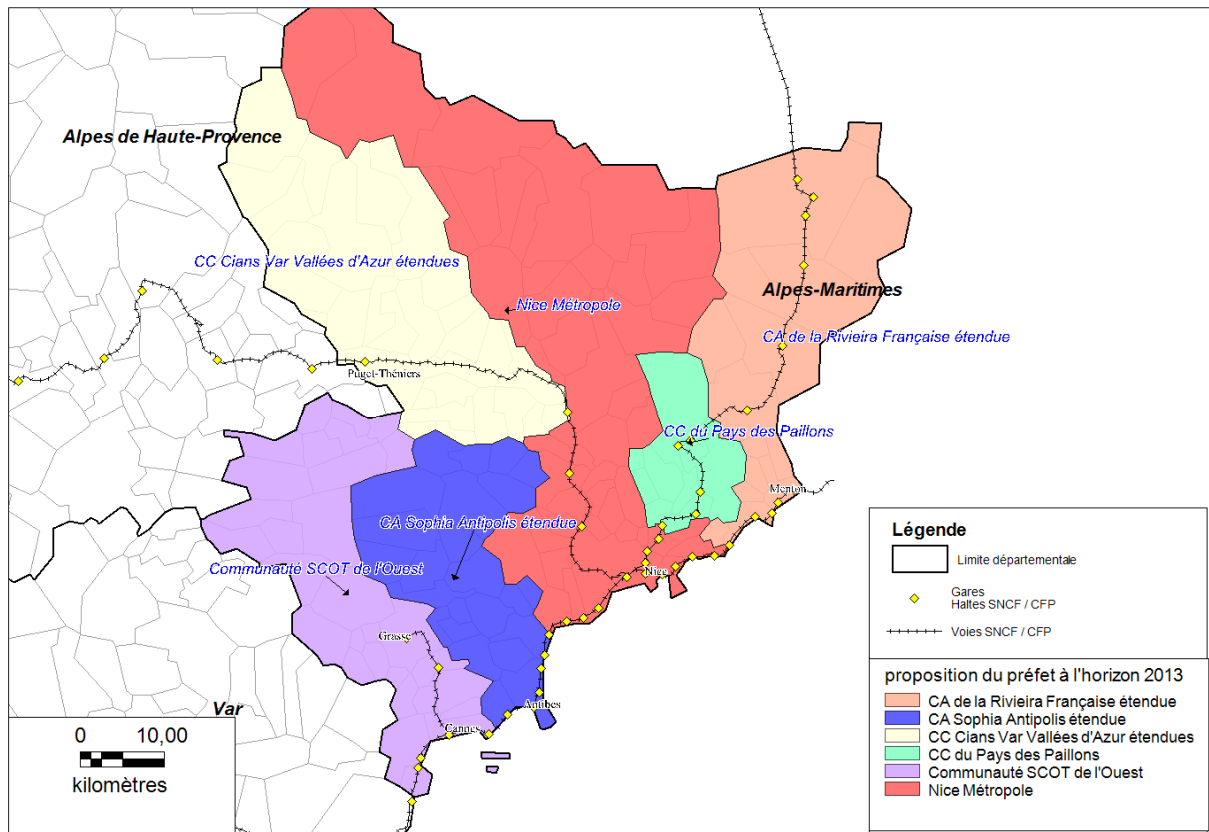 Alpes de Haute-Provence
CC Cians Var Vallées d'Azur étendues
Nice Métropole
Alpes-Maritimes
CA de la Rivieira Française étendue
Puget-Théniers
CC du Pays des Paillons
Menton
CA Sophia Antipolis étendue
Communauté SCOT de l'Ouest
Nice
Grasse
Antibes
Cannes
Var
0 10,00
kilomètres
Légende
Limite départementale
Gares
Haltes SNCF / CFP
Voies SNCF / CFP
proposition du préfet à l'horizon 2013
CA de la Rivieira Française étendue
CA Sophia Antipolis étendue
CC Cians Var Vallées d'Azur étendues
CC du Pays des Paillons
Communauté SCOT de l'Ouest
Nice Métropole